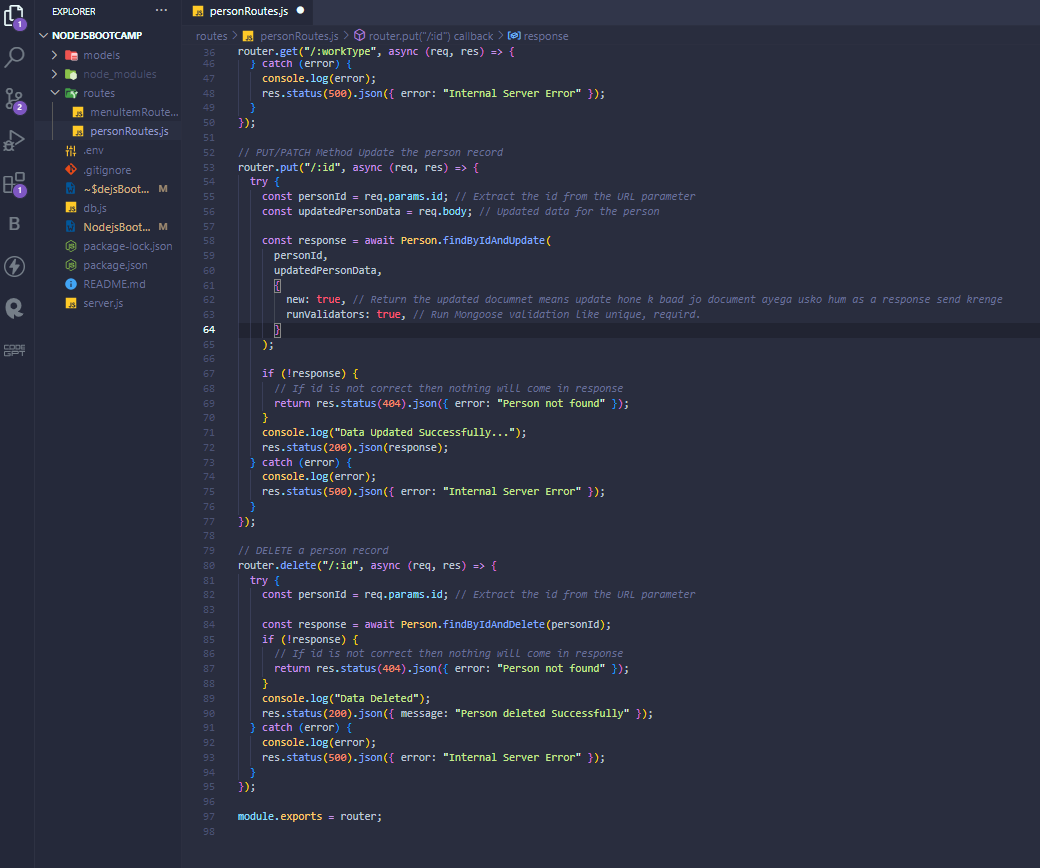 EXPLORER ...
personRoutes.js
NODEJSBOOTCAMP
routes > personRoutes.js > router.put("/:id") callback > response
models
node_modules
routes
menuItemRoute...
personRoutes.js
.env
.gitignore
~$dejsBoot... M
db.js
NodejsBoot... M
package-lock.json
package.json
README.md
server.js
1
2
1
B
36 router.get("/:workType", async (req, res) => {
46 } catch (error) {
47 console.log(error);
48 res.status(500).json({ error: "Internal Server Error" });
49 }
50 });
51
52 // PUT/PATCH Method Update the person record
53 router.put("/:id", async (req, res) => {
54 try {
55 const personId = req.params.id; // Extract the id from the URL parameter
56 const updatedPersonData = req.body; // Updated data for the person
57
58 const response = await Person.findByIdAndUpdate(
59 personId,
60 updatedPersonData,
61 {
62 new: true, // Return the updated documnet means update hone k baad jo document ayega usko hum as a response send krenge
63 runValidators: true, // Run Mongoose validation like unique, requird.
64 }
65 );
66
67 if (!response) {
68 // If id is not correct then nothing will come in response
69 return res.status(404).json({ error: "Person not found" });
70 }
71 console.log("Data Updated Successfully...");
72 res.status(200).json(response);
73 } catch (error) {
74 console.log(error);
75 res.status(500).json({ error: "Internal Server Error" });
76 }
77 });
78
79 // DELETE a person record
80 router.delete("/:id", async (req, res) => {
81 try {
82 const personId = req.params.id; // Extract the id from the URL parameter
83
84 const response = await Person.findByIdAndDelete(personId);
85 if (!response) {
86 // If id is not correct then nothing will come in response
87 return res.status(404).json({ error: "Person not found" });
88 }
89 console.log("Data Deleted");
90 res.status(200).json({ message: "Person deleted Successfully" });
91 } catch (error) {
92 console.log(error);
93 res.status(500).json({ error: "Internal Server Error" });
94 }
95 });
96
97 module.exports = router;
98